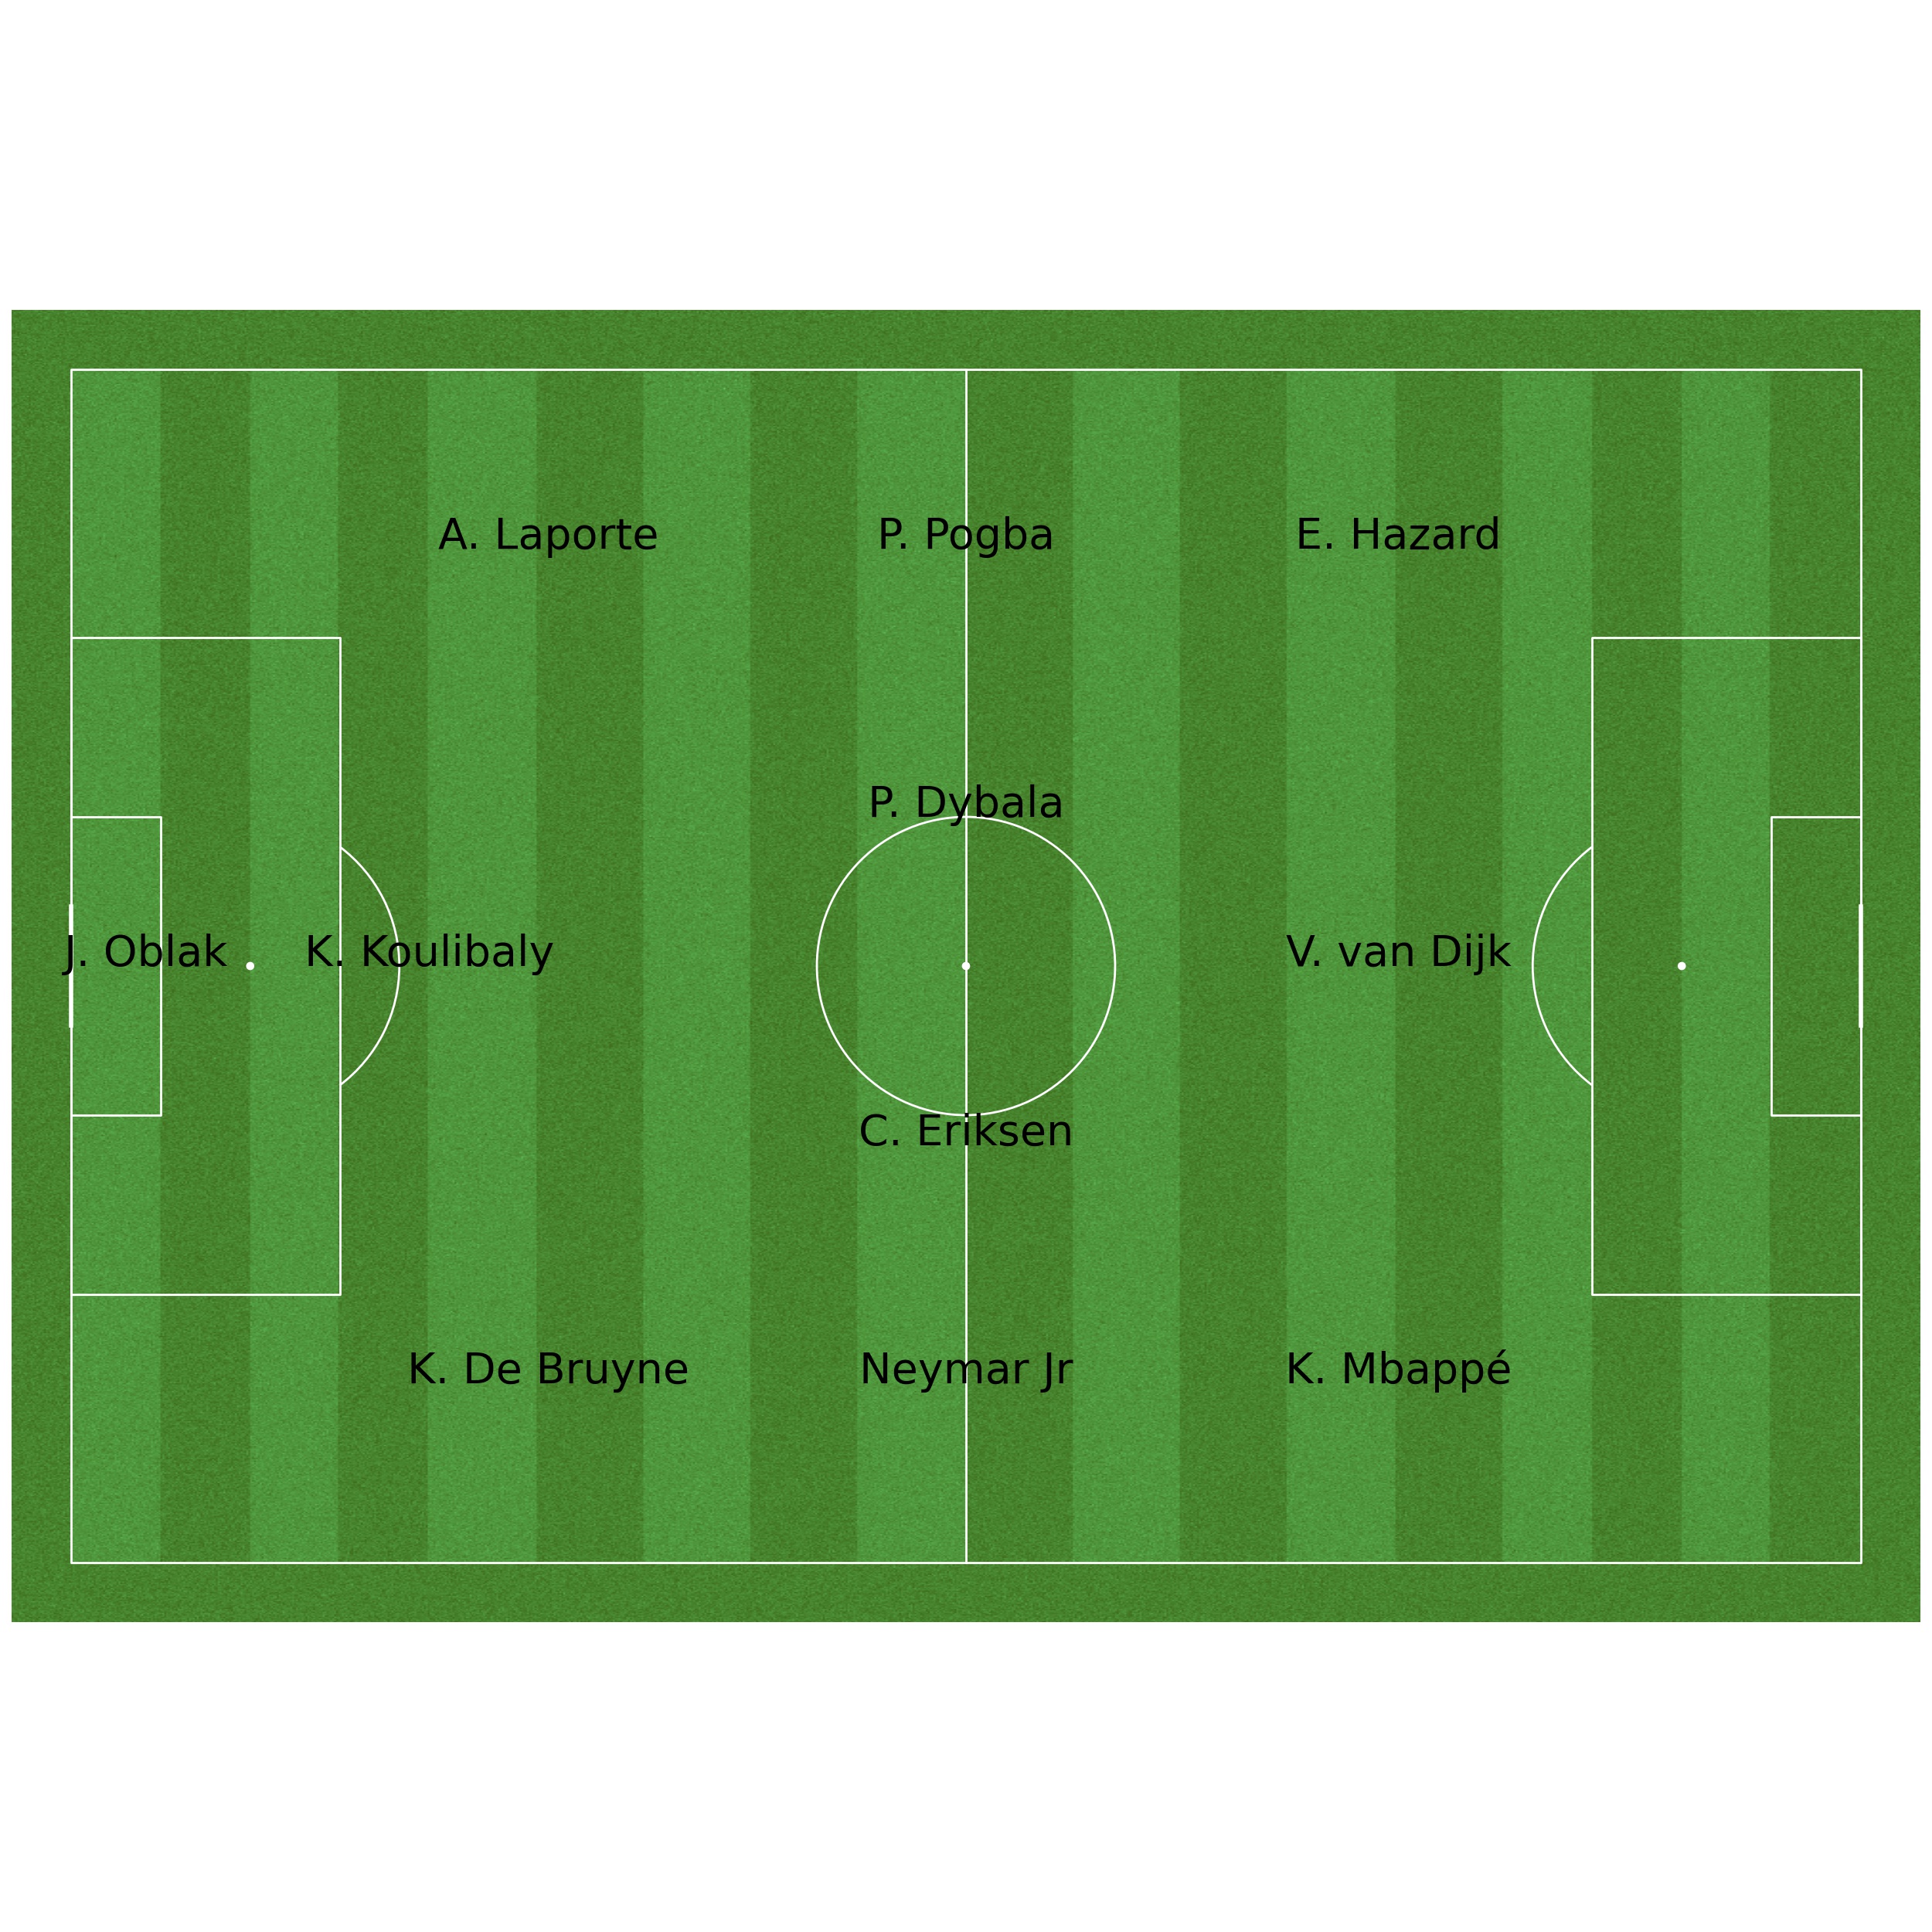 A. Laporte
P. Pogba
E. Hazard
P. Dybala
J. Oblak
K. Koulibaly
V. van Dijk
C. Eriksen
K. De Bruyne
Neymar Jr
K. Mbappé